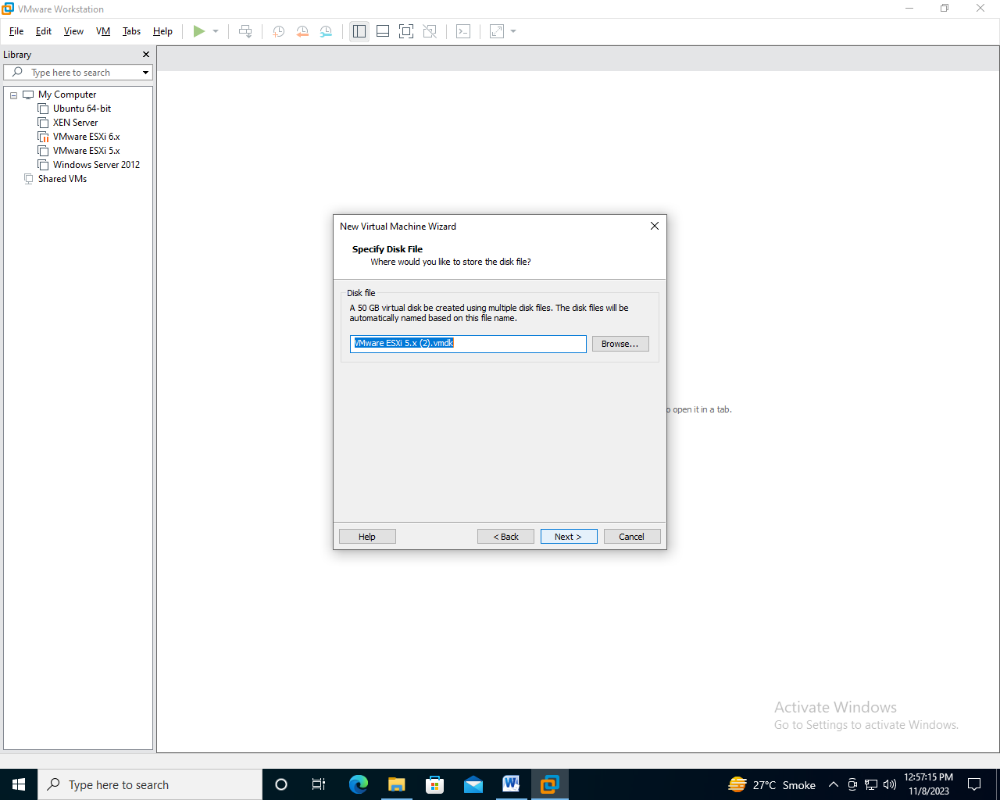 VMware Workstation
File Edit View VM Tabs Help
Library
Type here to search
My Computer
Ubuntu 64-bit
XEN Server
VMware ESXi 6.x
VMware ESXi 5.x
Windows Server 2012
Shared VMs
New Virtual Machine Wizard
Specify Disk File
Where would you like to store the disk file?
Disk file
A 50 GB virtual disk be created using multiple disk files. The disk files will be
automatically named based on this file name.
VMware ESXi 5.x (2).vmdk
Browse...
o open it in a tab.
Help < Back Next > Cancel
Activate Windows
Go to Settings to activate Windows.
Type here to search
27°C Smoke
12:57:15 PM
11/8/2023